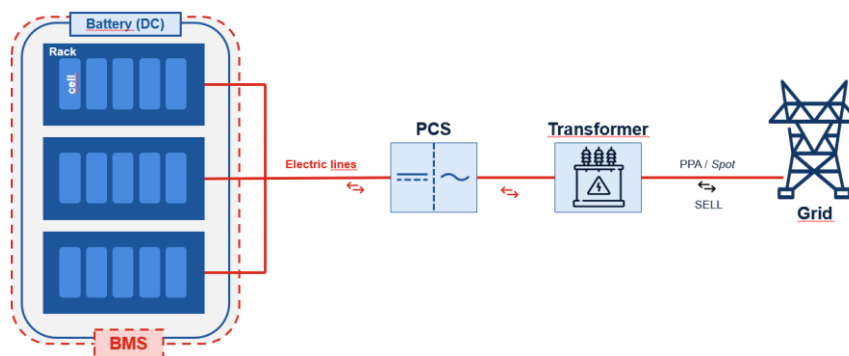 Battery (DC)
Rack
cell
BMS
Electric lines
PCS
Transformer
PPA / Spot
SELL
Grid